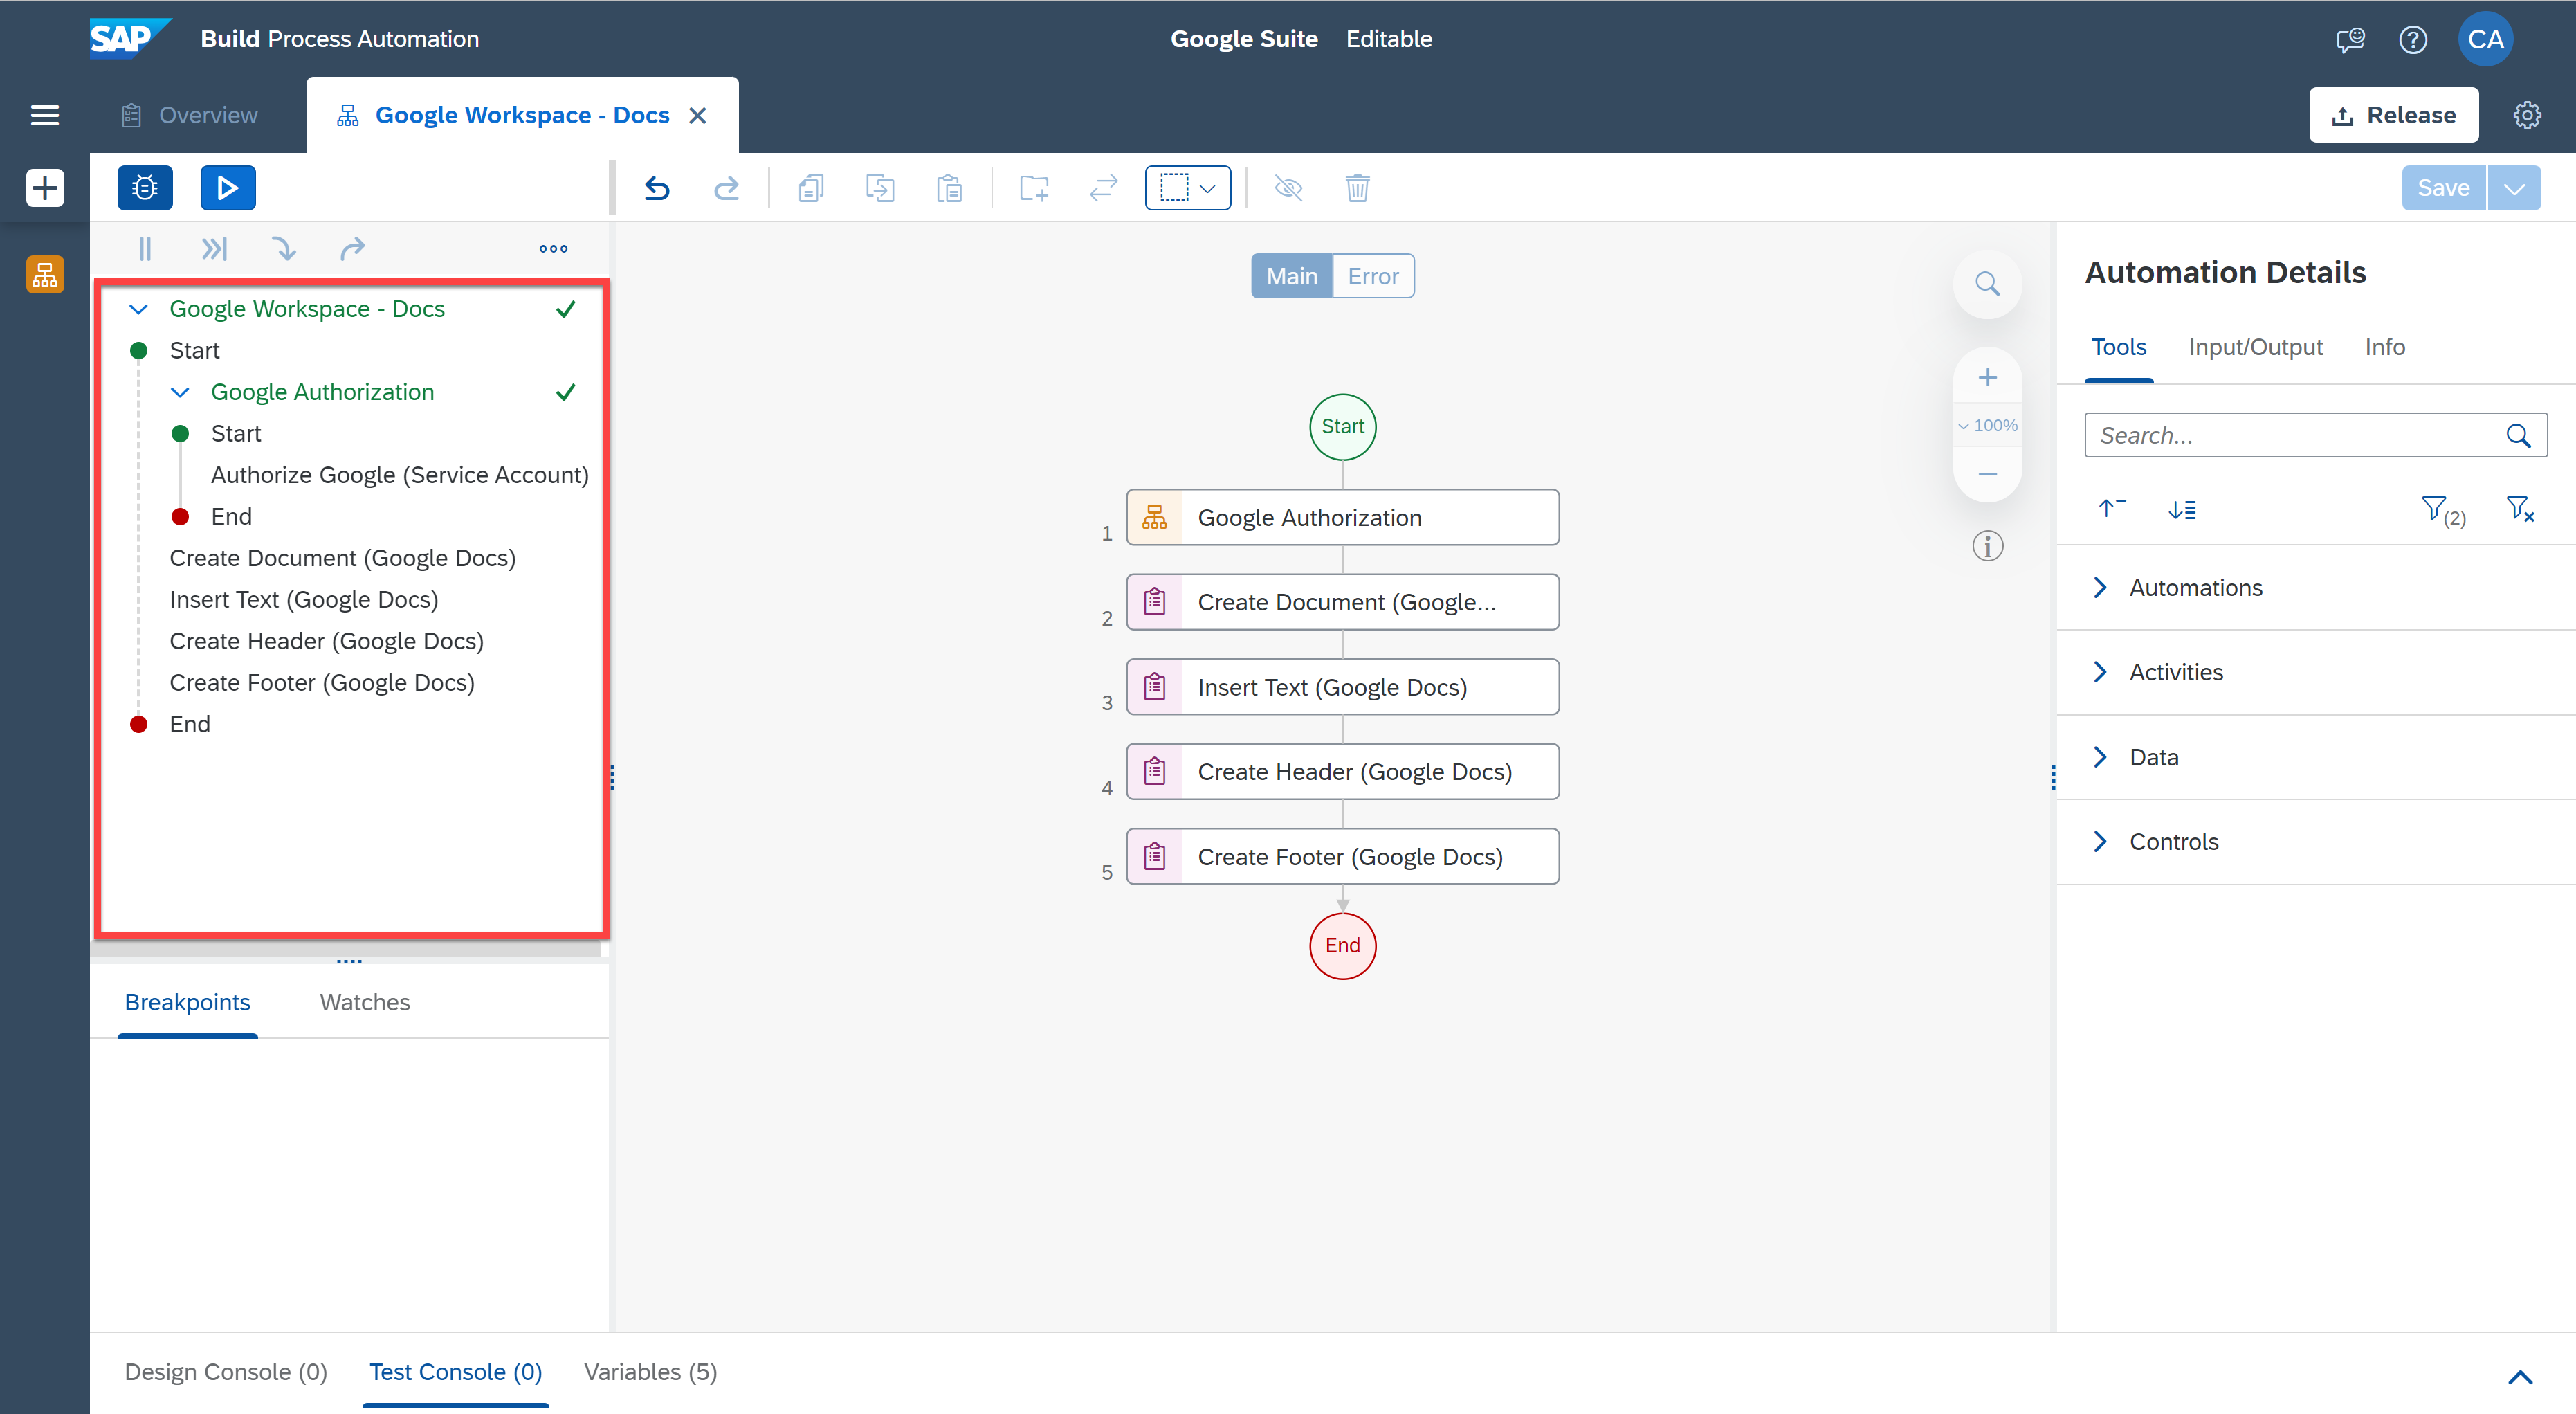 SAP Build Process Automation
Google Suite Editable
CA
Overview
Google Workspace - Docs
Release
Save
Google Workspace - Docs
Start
Google Authorization
Start
Authorize Google (Service Account)
End
Create Document (Google Docs)
Insert Text (Google Docs)
Create Header (Google Docs)
Create Footer (Google Docs)
End
Breakpoints Watches
Main Error
Start
1 Google Authorization
2 Create Document (Google...
3 Insert Text (Google Docs)
4 Create Header (Google Docs)
5 Create Footer (Google Docs)
End
100%
Automation Details
Tools Input/Output Info
Search...
(2)
Automations
Activities
Data
Controls
Design Console (0) Test Console (0) Variables (5)